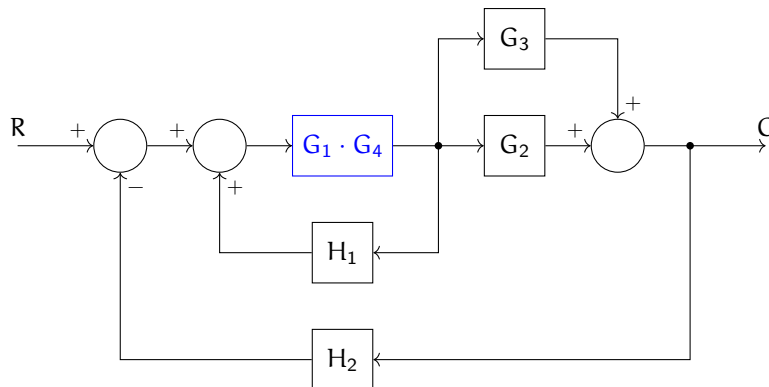 G₃
R + + G₁ · G₄ G₂ + + C
− +
H₁
H₂